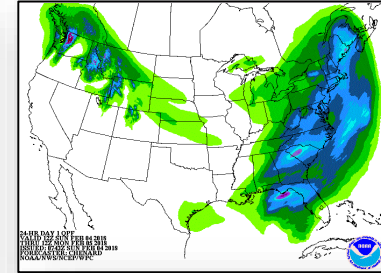 24-HR DAY 1 QPF
VALID 12Z SUN FEB 04 2018
THRU 12Z MON FEB 05 2018
ISSUED: 0743Z SUN FEB 04 2018
FORECASTER: CHENARD
NOAA/NWS/NCEP/WPC
noaa